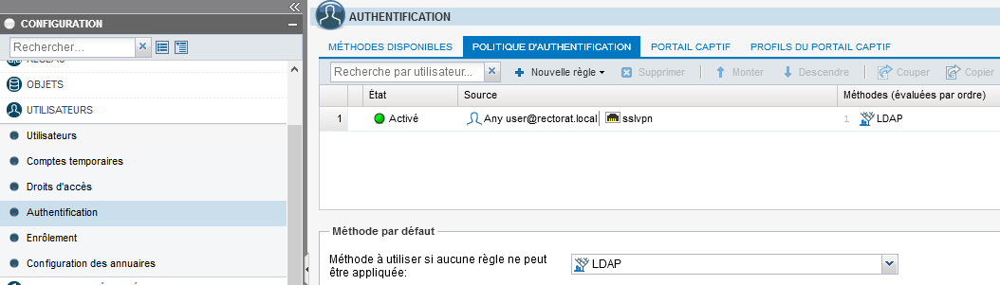 CONFIGURATION
Rechercher...
RÉSEAU
OBJETS
UTILISATEURS
Utilisateurs
Comptes temporaires
Droits d'accès
Authentification
Enrôlement
Configuration des annuaires
AUTHENTIFICATION
MÉTHODES DISPONIBLES POLITIQUE D'AUTHENTIFICATION PORTAIL CAPTIF PROFILS DU PORTAIL CAPTIF
Recherche par utilisateur... Nouvelle règle Supprimer Monter Descendre Couper Copier
État Source Méthodes (évaluées par ordre)
1 Activé Any user@rectorat.local sslvpn 1 LDAP
Méthode par défaut
Méthode à utiliser si aucune règle ne peut
être appliquée:
LDAP